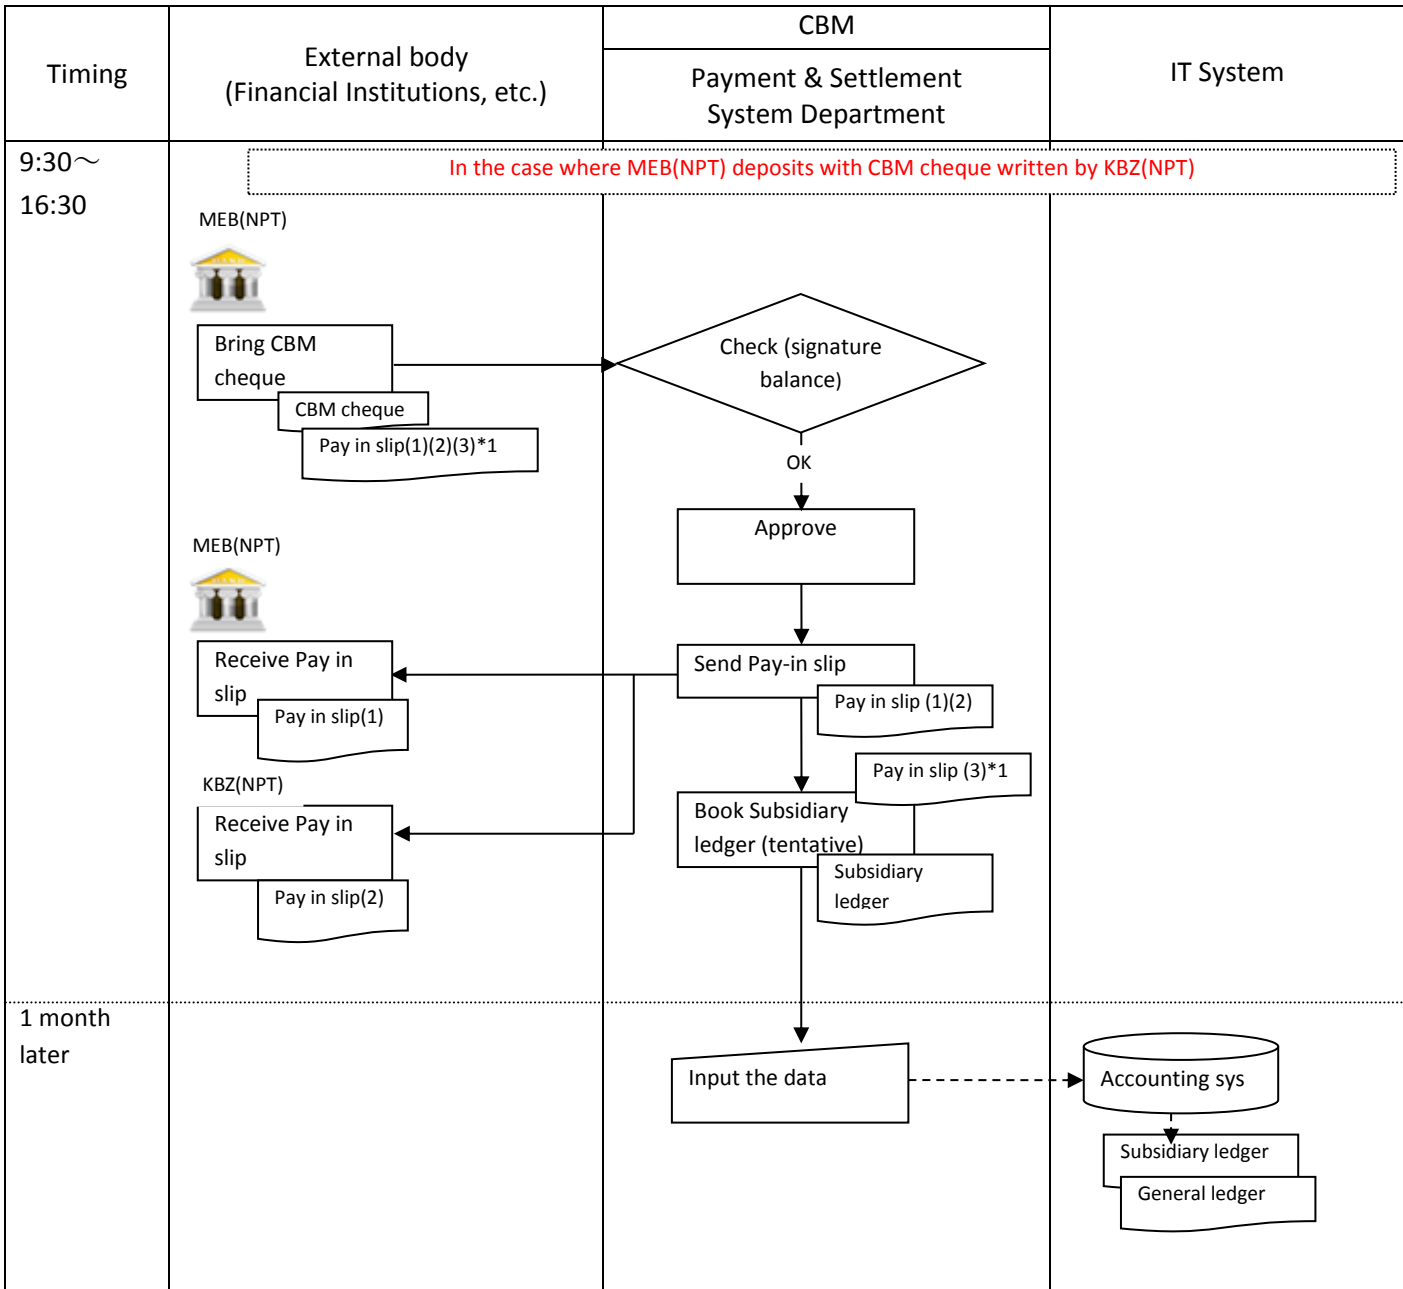 Timing
External body
(Financial Institutions, etc.)
CBM
Payment & Settlement
System Department
IT System
9:30～
16:30
In the case where MEB(NPT) deposits with CBM cheque written by KBZ(NPT)
MEB(NPT)
Bring CBM
cheque
CBM cheque
Pay in slip(1)(2)(3)*1
Check (signature
balance)
OK
Approve
MEB(NPT)
Receive Pay in
slip
Pay in slip(1)
Send Pay-in slip
Pay in slip (1)(2)
Pay in slip (3)*1
KBZ(NPT)
Receive Pay in
slip
Pay in slip(2)
Book Subsidiary
ledger (tentative)
Subsidiary
ledger
1 month
later
Input the data
Accounting sys
Subsidiary ledger
General ledger